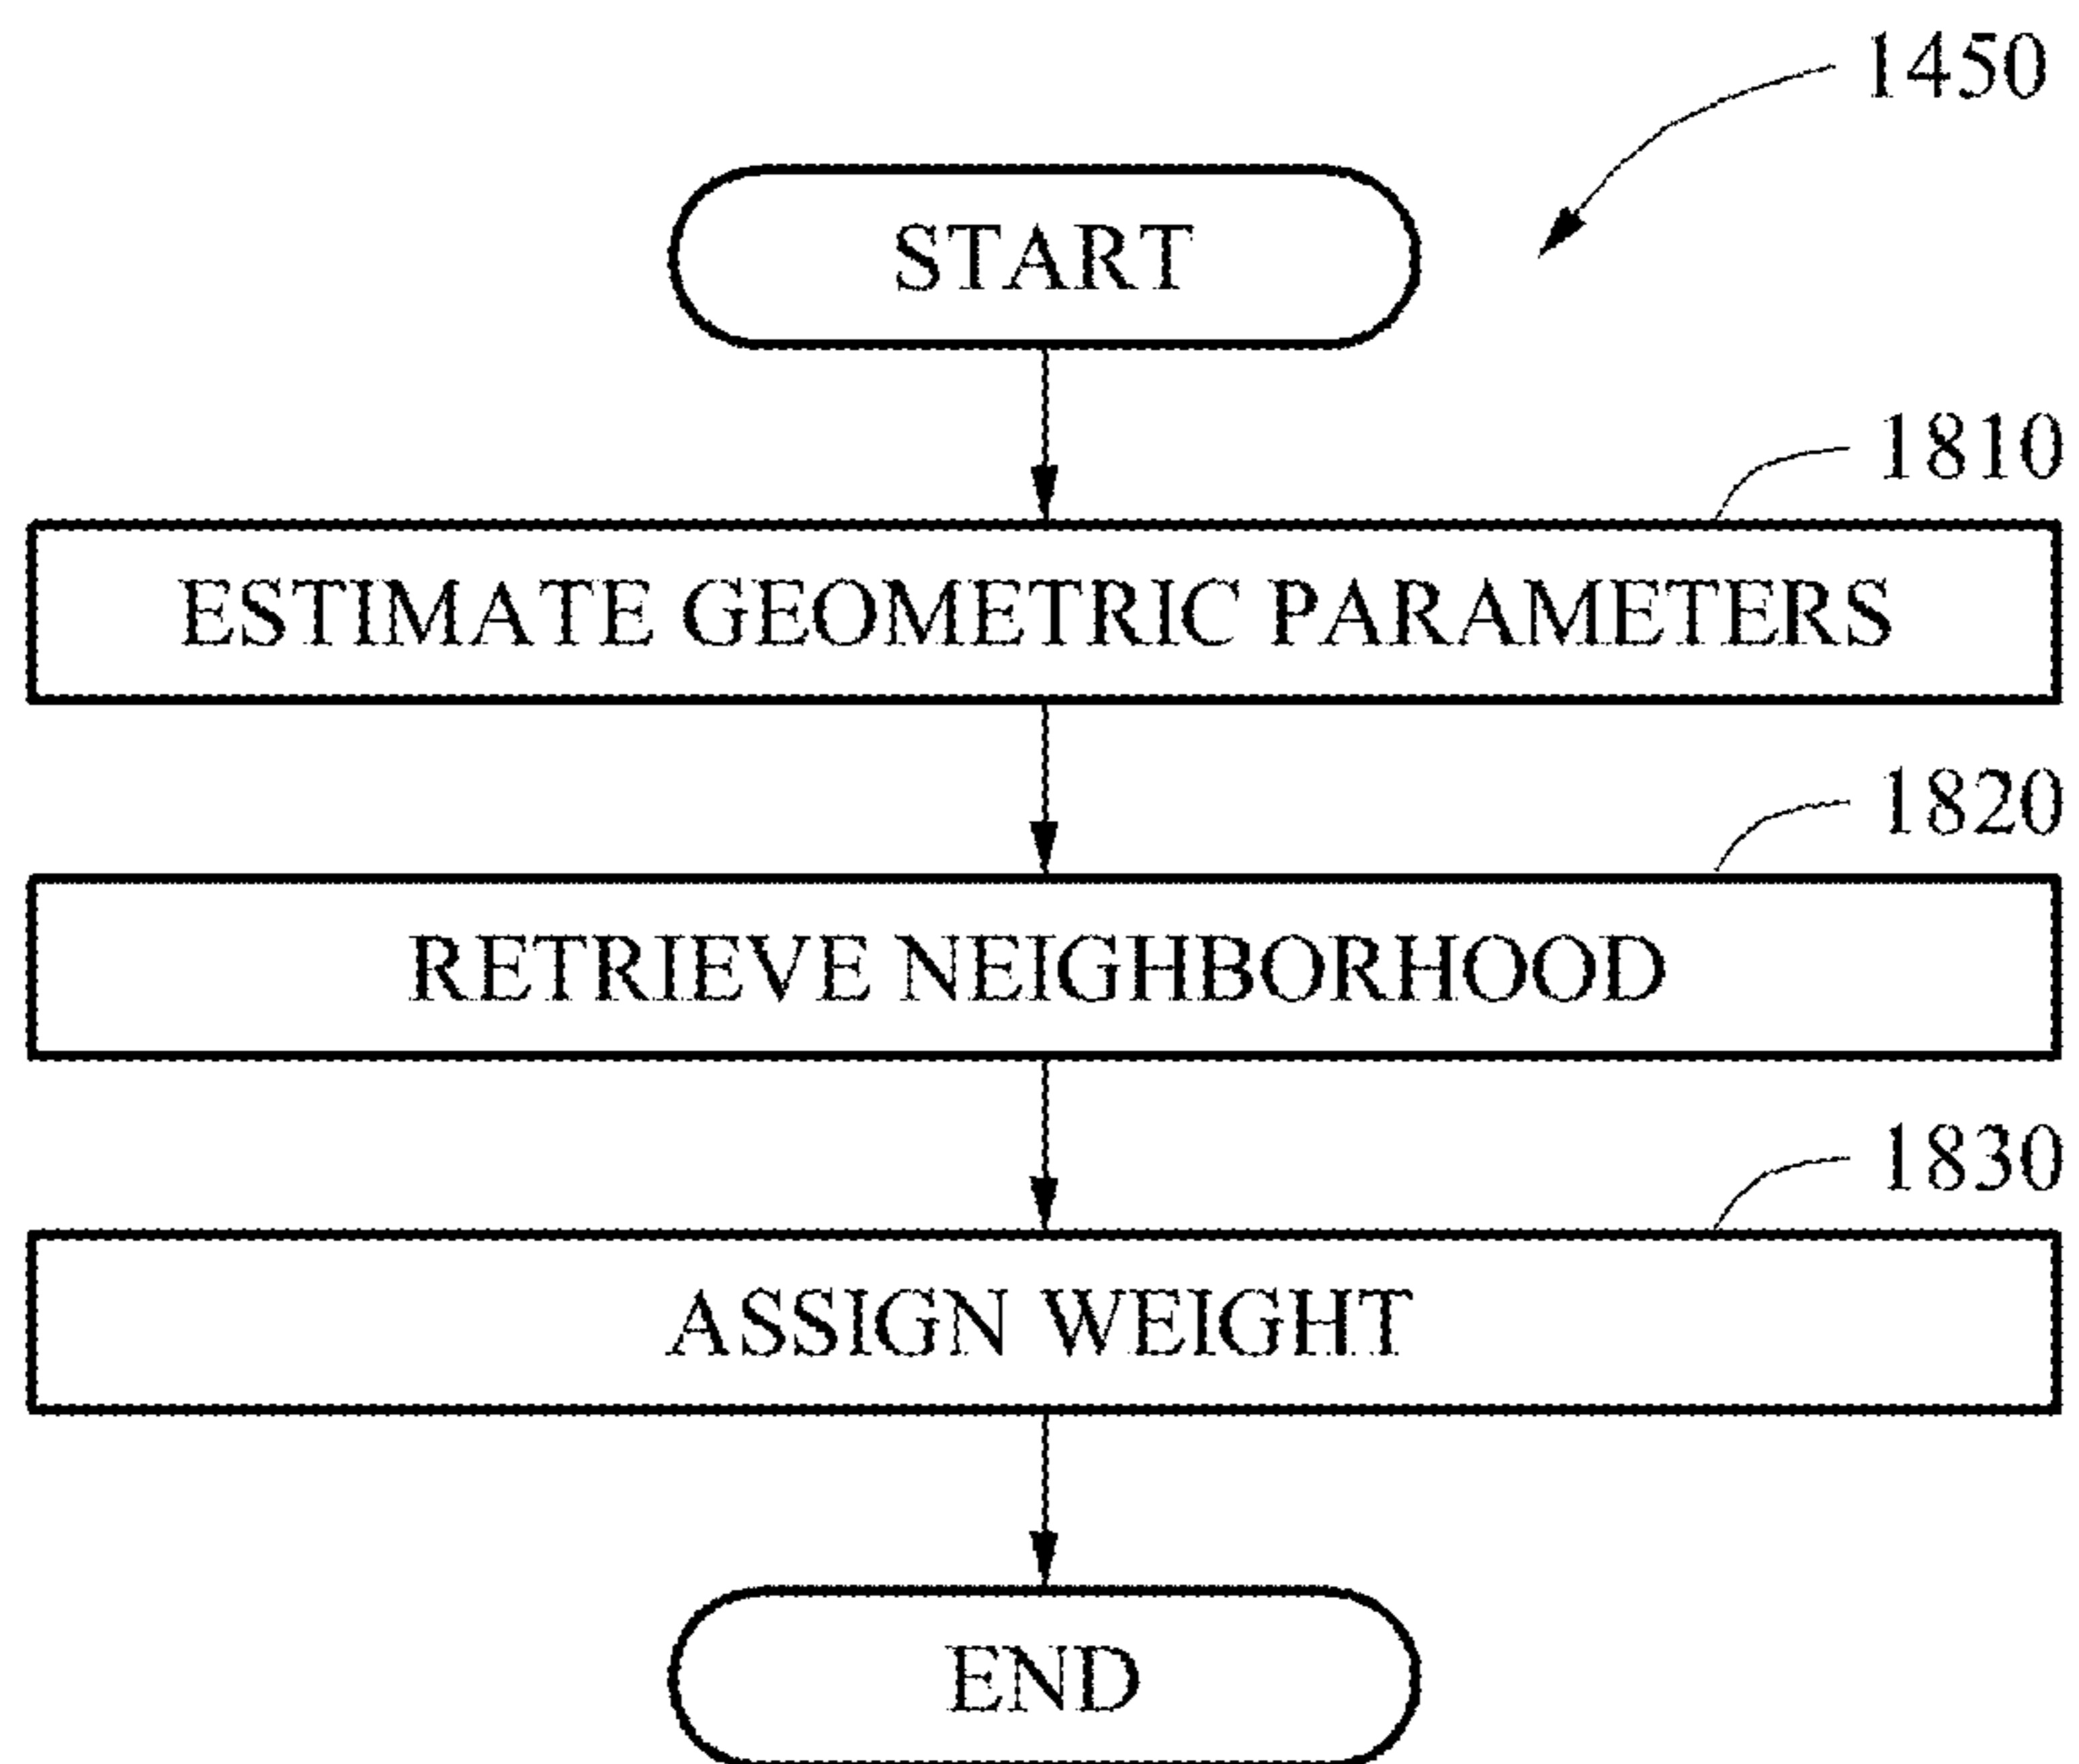 1450
START
1810
ESTIMATE GEOMETRIC PARAMETERS
1820
RETRIEVE NEIGHBORHOOD
1830
ASSIGN WEIGHT
END